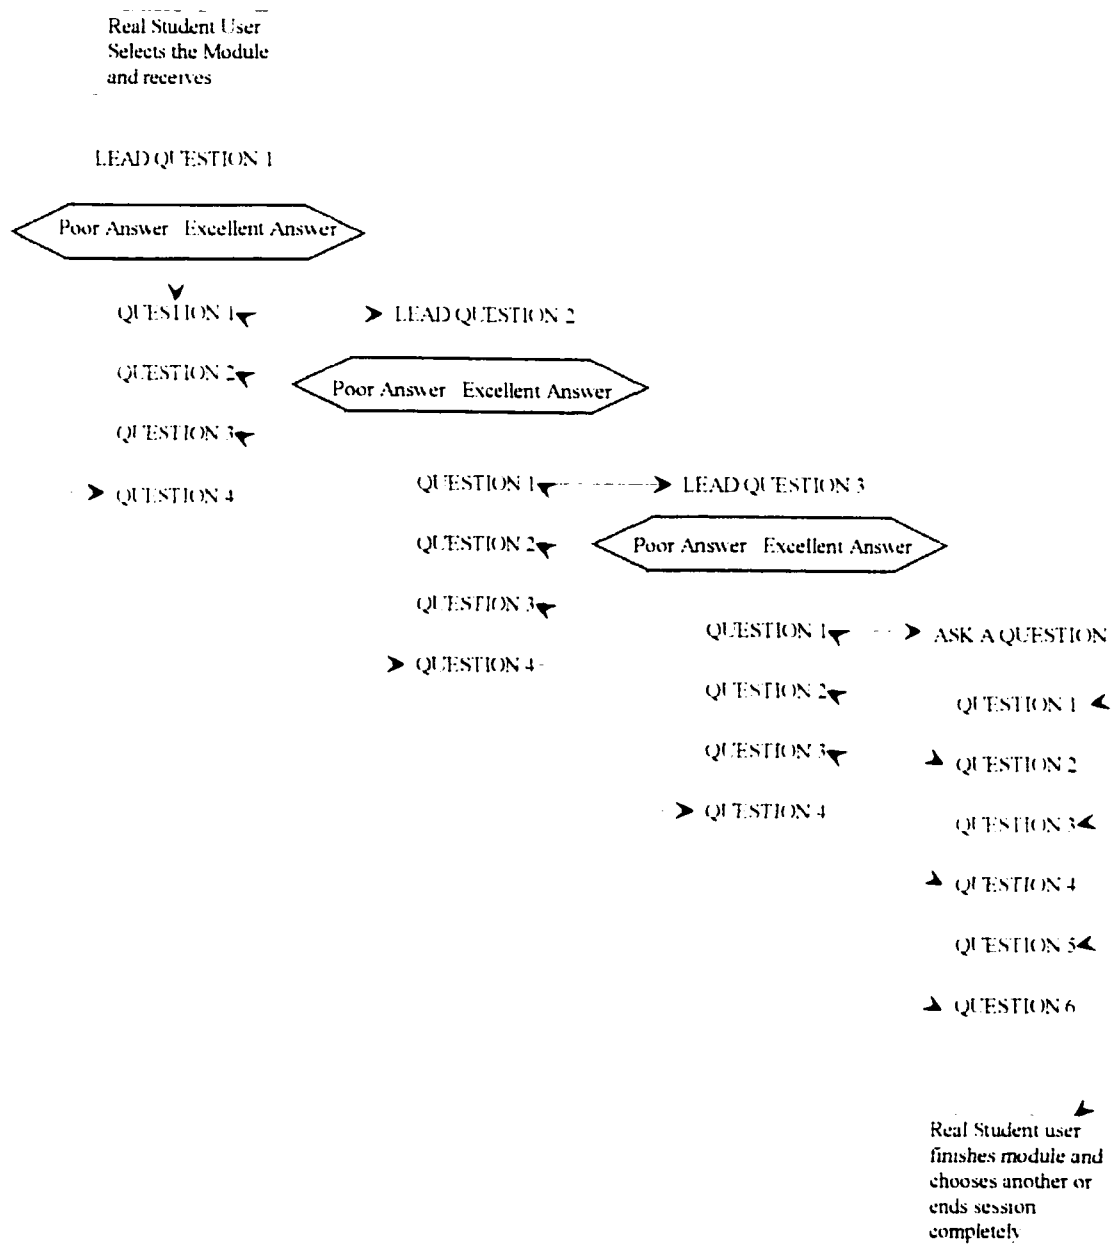 Real Student User
Selects the Module
and receives
LEAD QUESTION 1
Poor Answer Excellent Answer
QUESTION 1
LEAD QUESTION 2
QUESTION 2
Poor Answer Excellent Answer
QUESTION 3
QUESTION 4
QUESTION 1
LEAD QUESTION 3
QUESTION 2
Poor Answer Excellent Answer
QUESTION 3
QUESTION 4
QUESTION 1
ASK A QUESTION
QUESTION 2
QUESTION 3
QUESTION 4
QUESTION 1
QUESTION 2
QUESTION 3
QUESTION 4
QUESTION 5
QUESTION 6
Real Student user
finishes module and
chooses another or
ends session
completely